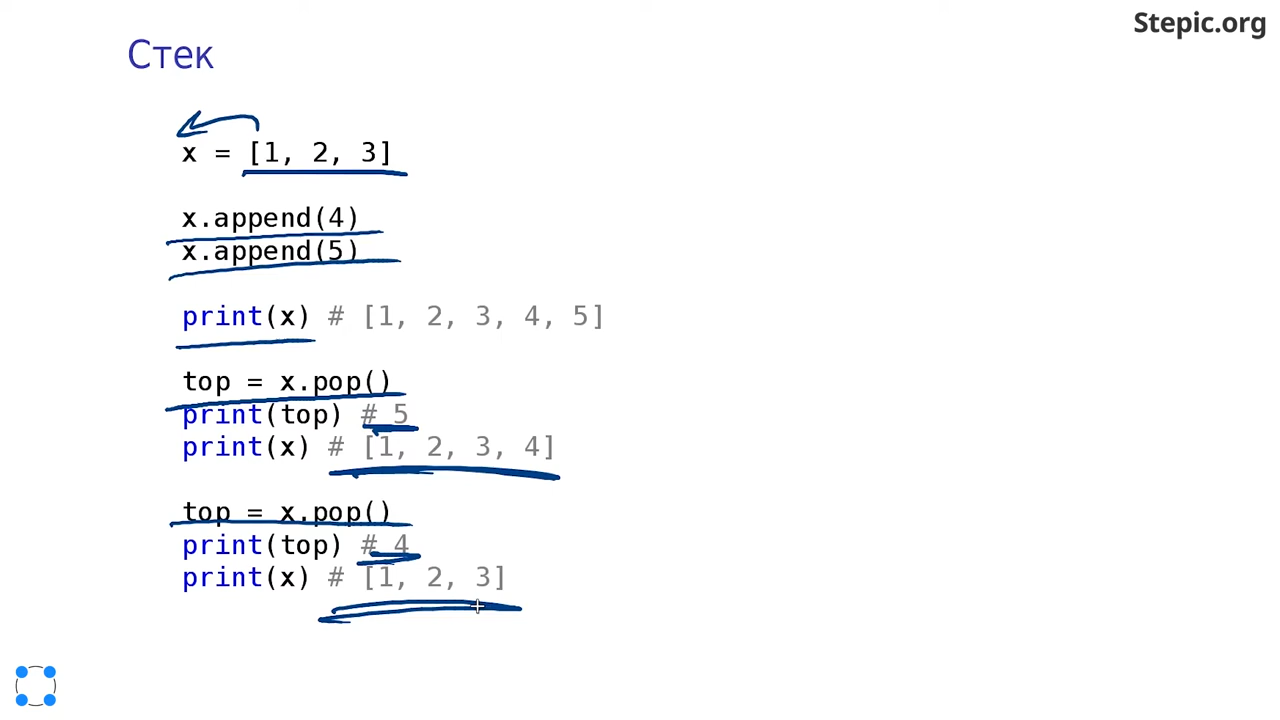 Stepic.org
Стек
x = [1, 2, 3]
x.append(4)
x.append(5)
print(x) # [1, 2, 3, 4, 5]
top = x.pop()
print(top) # 5
print(x) # [1, 2, 3, 4]
top = x.pop()
print(top) # 4
print(x) # [1, 2, 3]